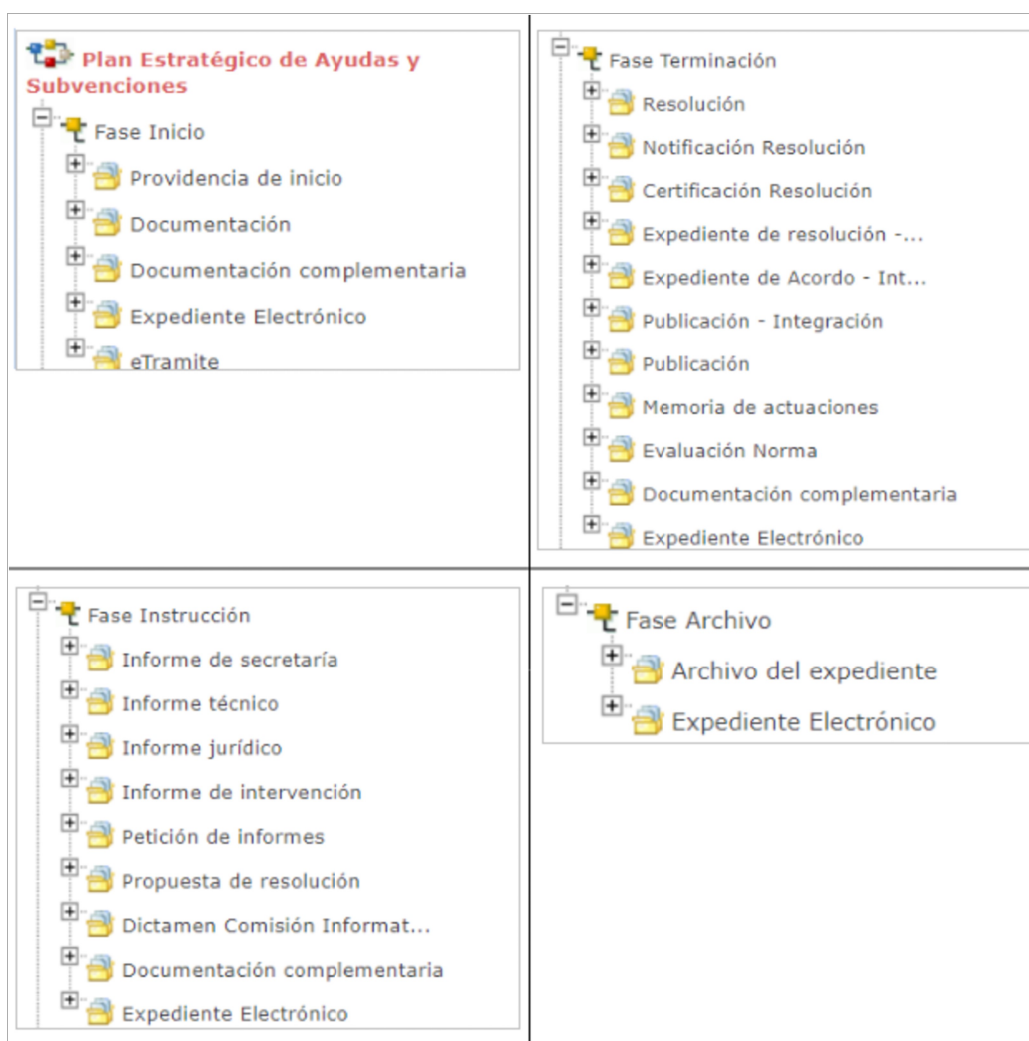 Plan Estratégico de Ayudas y
Subvenciones
Fase Inicio
Providencia de inicio
Documentación
Documentación complementaria
Expediente Electrónico
eTramite
Fase Terminación
Resolución
Notificación Resolución
Certificación Resolución
Expediente de resolución -...
Expediente de Acordo - Int...
Publicación - Integración
Publicación
Memoria de actuaciones
Evaluación Norma
Documentación complementaria
Expediente Electrónico
Fase Instrucción
Informe de secretaría
Informe técnico
Informe jurídico
Informe de intervención
Petición de informes
Propuesta de resolución
Dictamen Comisión Informat...
Documentación complementaria
Expediente Electrónico
Fase Archivo
Archivo del expediente
Expediente Electrónico